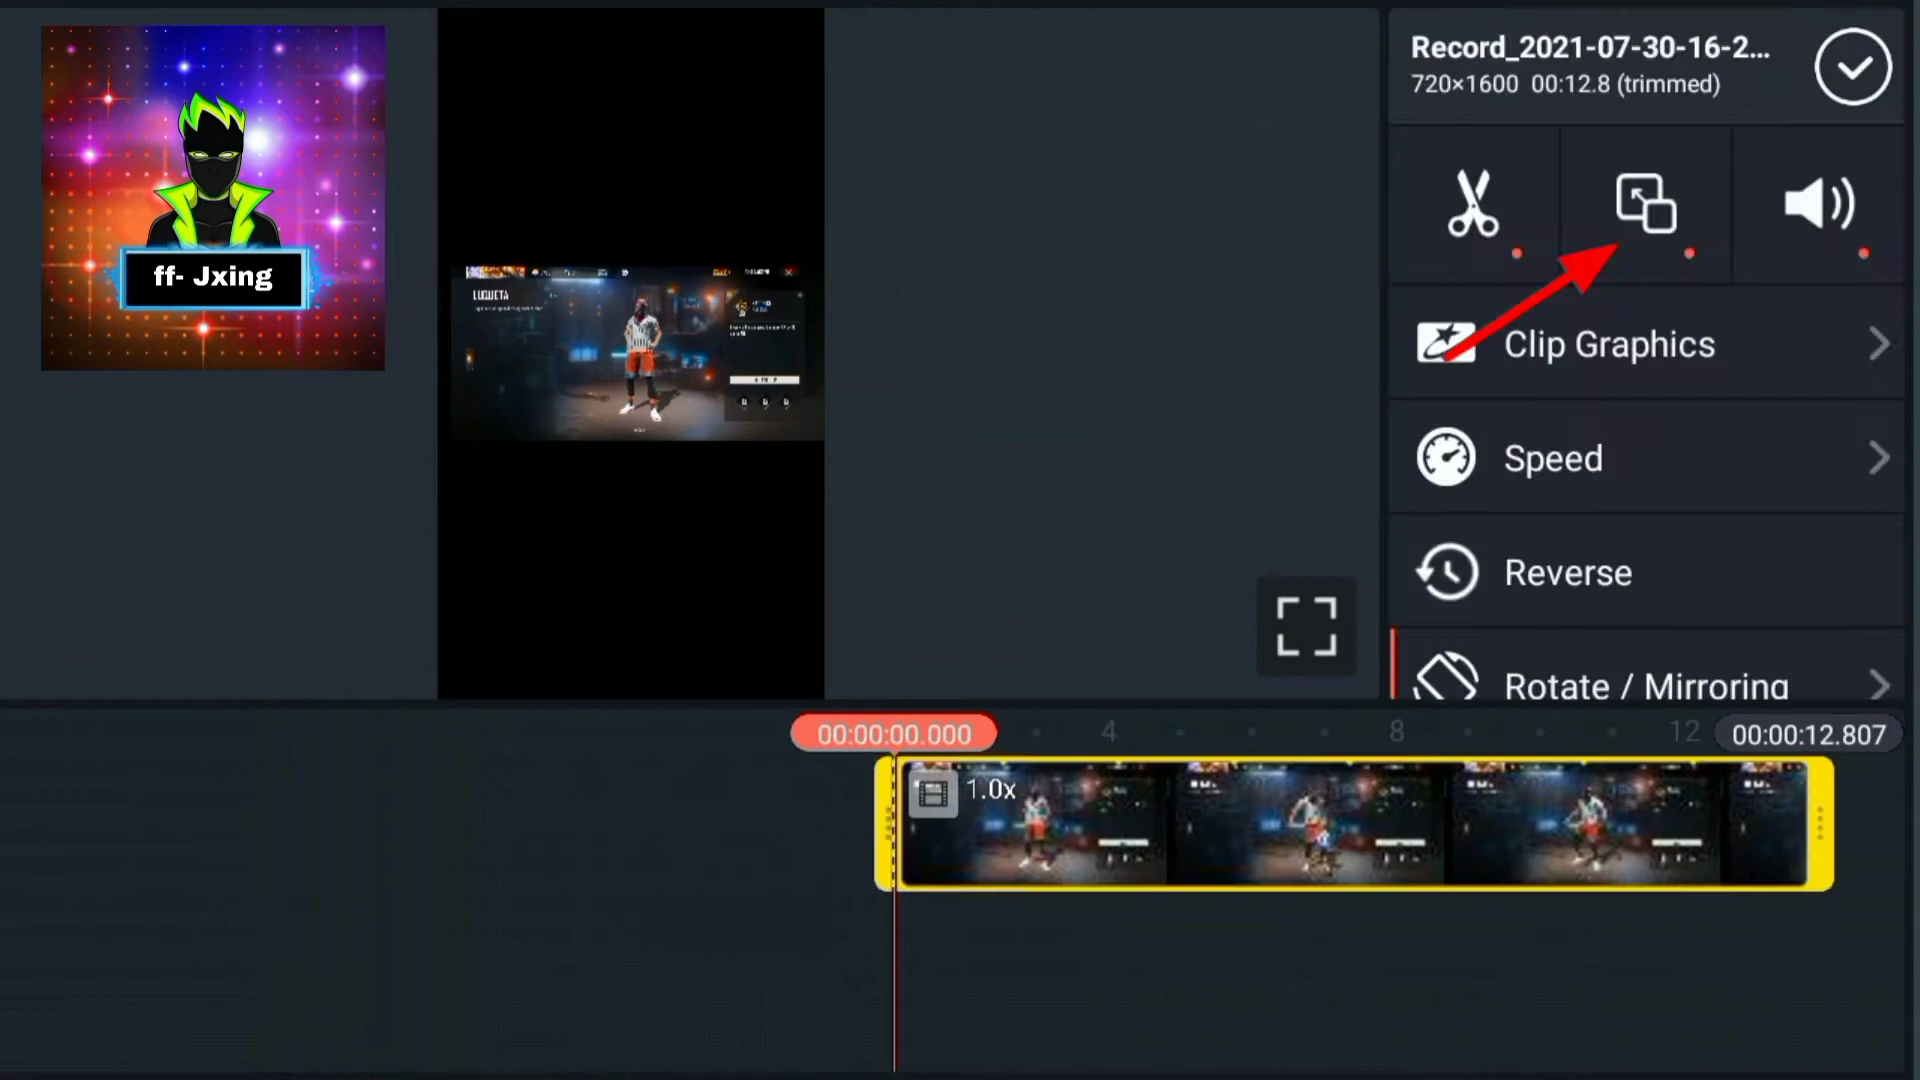 ff- Jxing
LUQUETA
Record_2021-07-30-16-2...
720×1600 00:12.8 (trimmed)
Clip Graphics
Speed
Reverse
Rotate / Mirroring
00:00:00.000
4
8
12
00:00:12.807
1.0x